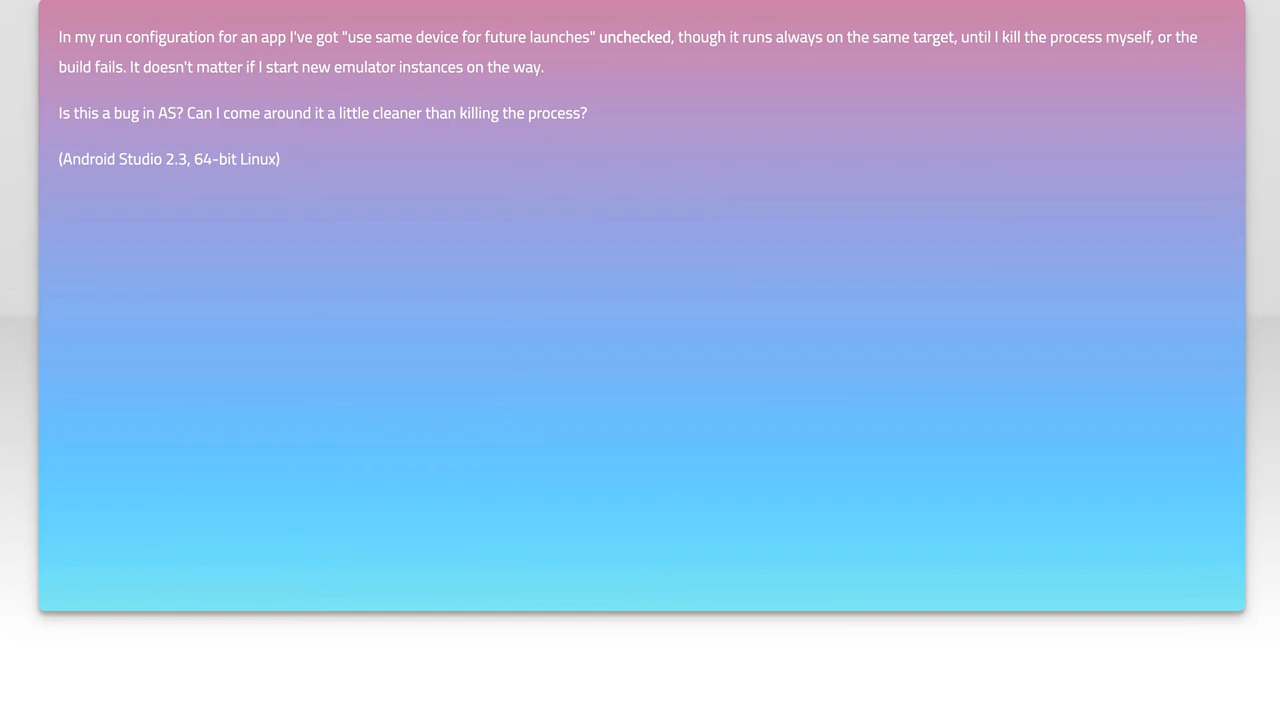 In my run configuration for an app I've got "use same device for future launches" unchecked, though it runs always on the same target, until I kill the process myself, or the
build fails. It doesn't matter if I start new emulator instances on the way.
Is this a bug in AS? Can I come around it a little cleaner than killing the process?
(Android Studio 2.3, 64-bit Linux)